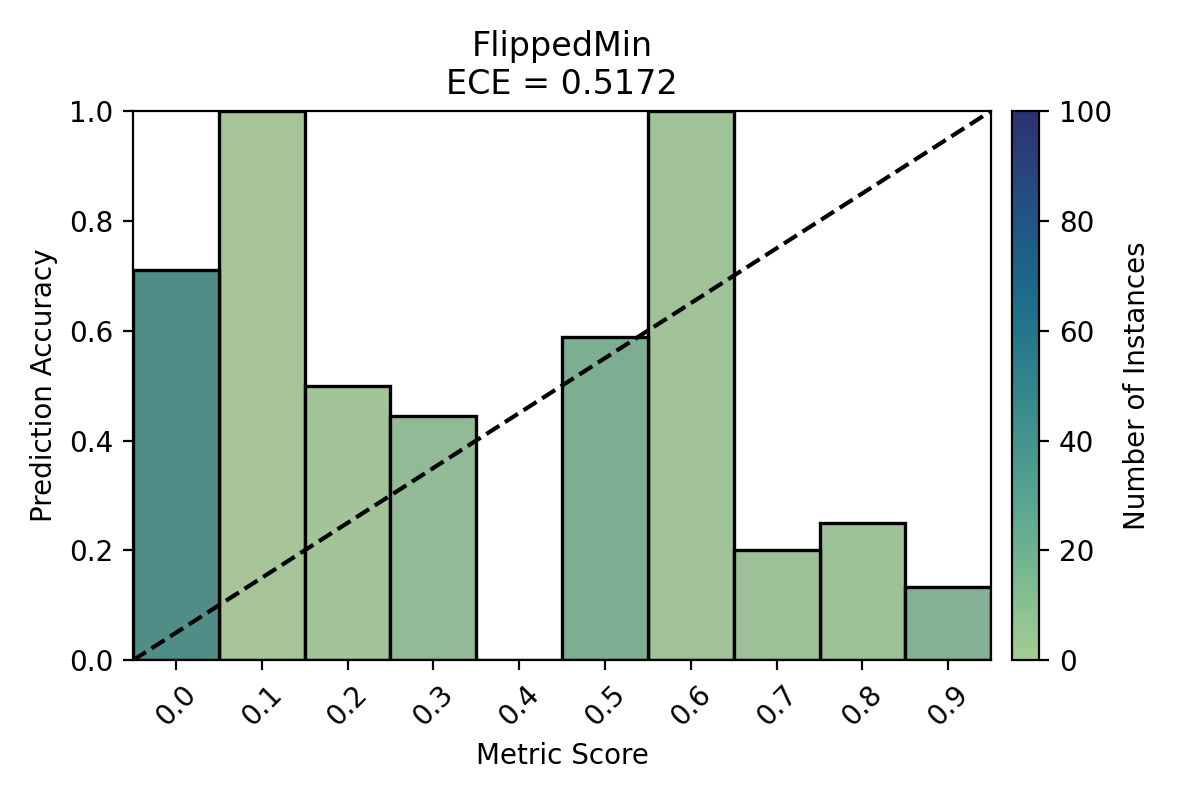 FlippedMin
ECE = 0.5172
Prediction Accuracy
1.0
0.8
0.6
0.4
0.2
0.0
0.0 0.1 0.2 0.3 0.4 0.5 0.6 0.7 0.8 0.9
Metric Score
100
80
60
40
20
0
Number of Instances